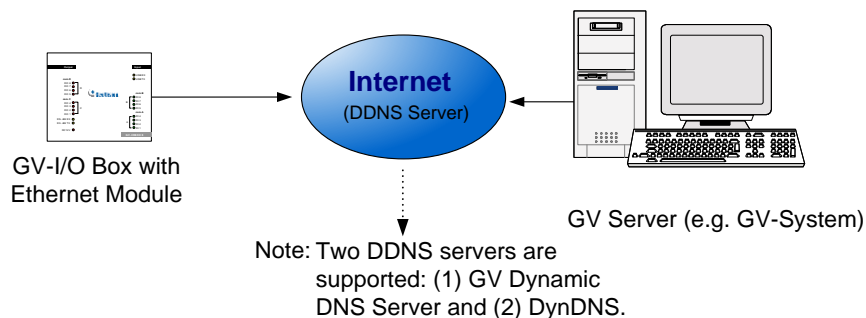 Internet
(DDNS Server)
GV-I/O Box with
Ethernet Module
GV Server (e.g. GV-System)
Note: Two DDNS servers are
supported: (1) GV Dynamic
DNS Server and (2) DynDNS.